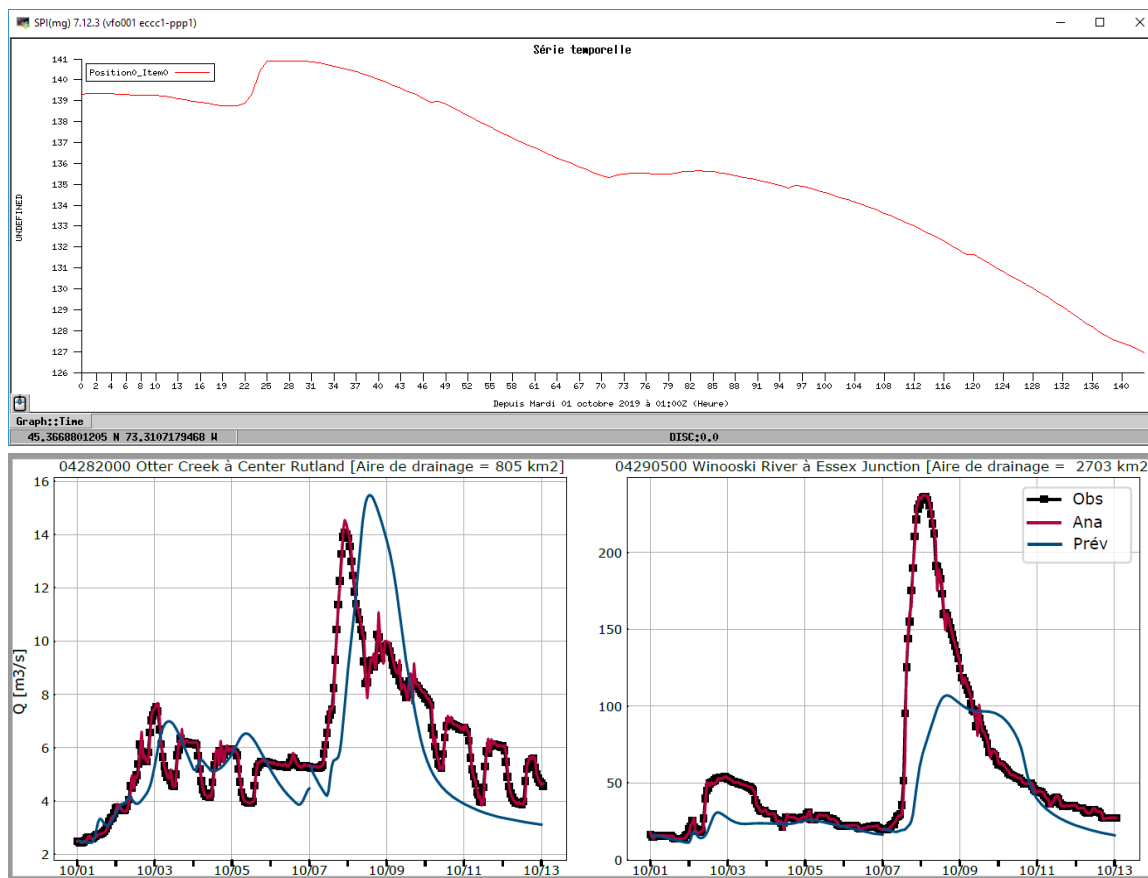 SPI(mg) 7.12.3 (vfo001 eccc1-ppp1)
Série temporelle
Position0_Item0
141
140
139
138
137
136
135
134
133
132
131
130
129
128
127
126
UNDEFINED
0 2 4 6 8 10 13 16 19 22 25 28 31 34 37 40 43 46 49 52 55 58 61 64 67 70 73 76 79 82 85 88 91 94 96 100 104 108 112 116 120 124 128 132 136 140
Depuis Mardi 01 octobre 2019 à 01:00Z (Heure)
Graph::Time
45.3668801205 N 73.3107179468 W DISC:0.0
04282000 Otter Creek à Center Rutland [Aire de drainage = 805 km2]
16
14
12
10
8
6
4
2
Q [m3/s]
10/01 10/03 10/05 10/07 10/09 10/11 10/13
04290500 Winooski River à Essex Junction [Aire de drainage = 2703 km2
Obs
Ana
Prév
200
150
100
50
0
10/01 10/03 10/05 10/07 10/09 10/11 10/13